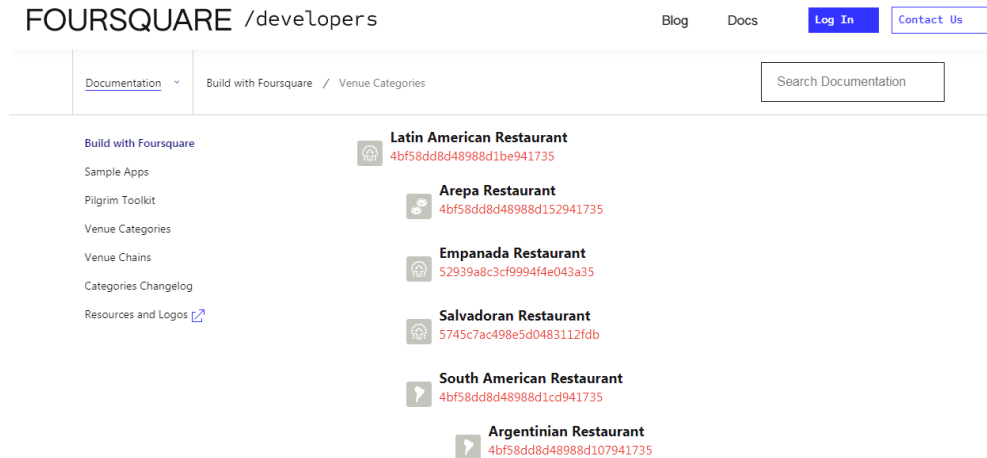 FOURSQUARE /developers
Blog
Docs
Log In
Contact Us
Documentation
Build with Foursquare / Venue Categories
Search Documentation
Build with Foursquare
Sample Apps
Pilgrim Toolkit
Venue Categories
Venue Chains
Categories Changelog
Resources and Logos
Latin American Restaurant
4bf58dd8d48988d1be941735
Arepa Restaurant
4bf58dd8d48988d152941735
Empanada Restaurant
52939a8c3cf9994f4e043a35
Salvadoran Restaurant
5745c7ac498e5d0483112fdb
South American Restaurant
4bf58dd8d48988d1cd941735
Argentinian Restaurant
4bf58dd8d48988d107941735